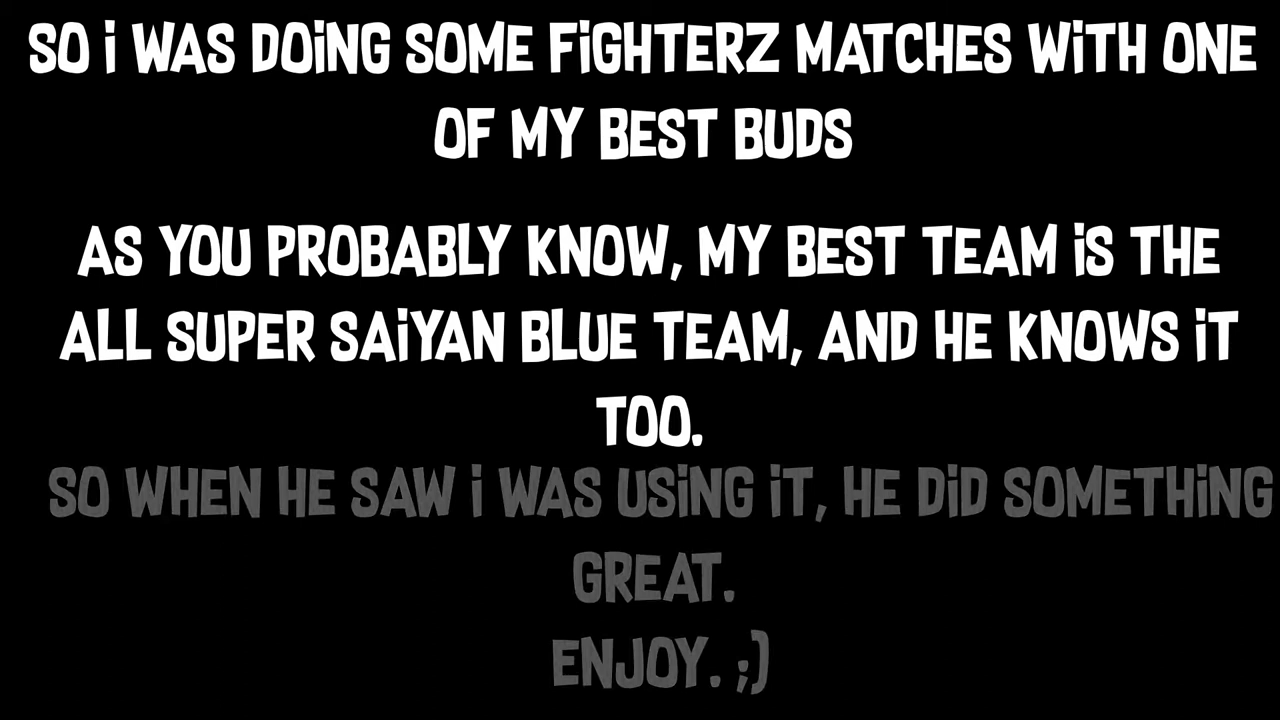 SO i WAS DOiNG SOME FiGHTERZ MATCHES WiTH ONE
OF MY BEST BUDS
AS YOU PROBABLY KNOW, MY BEST TEAM iS THE
ALL SUPER SAiYAN BLUE TEAM, AND HE KNOWS iT
TOO.
SO WHEN HE SAW i WAS USiNG iT, HE DiD SOMETHiNG
GREAT.
ENJOY. ;)